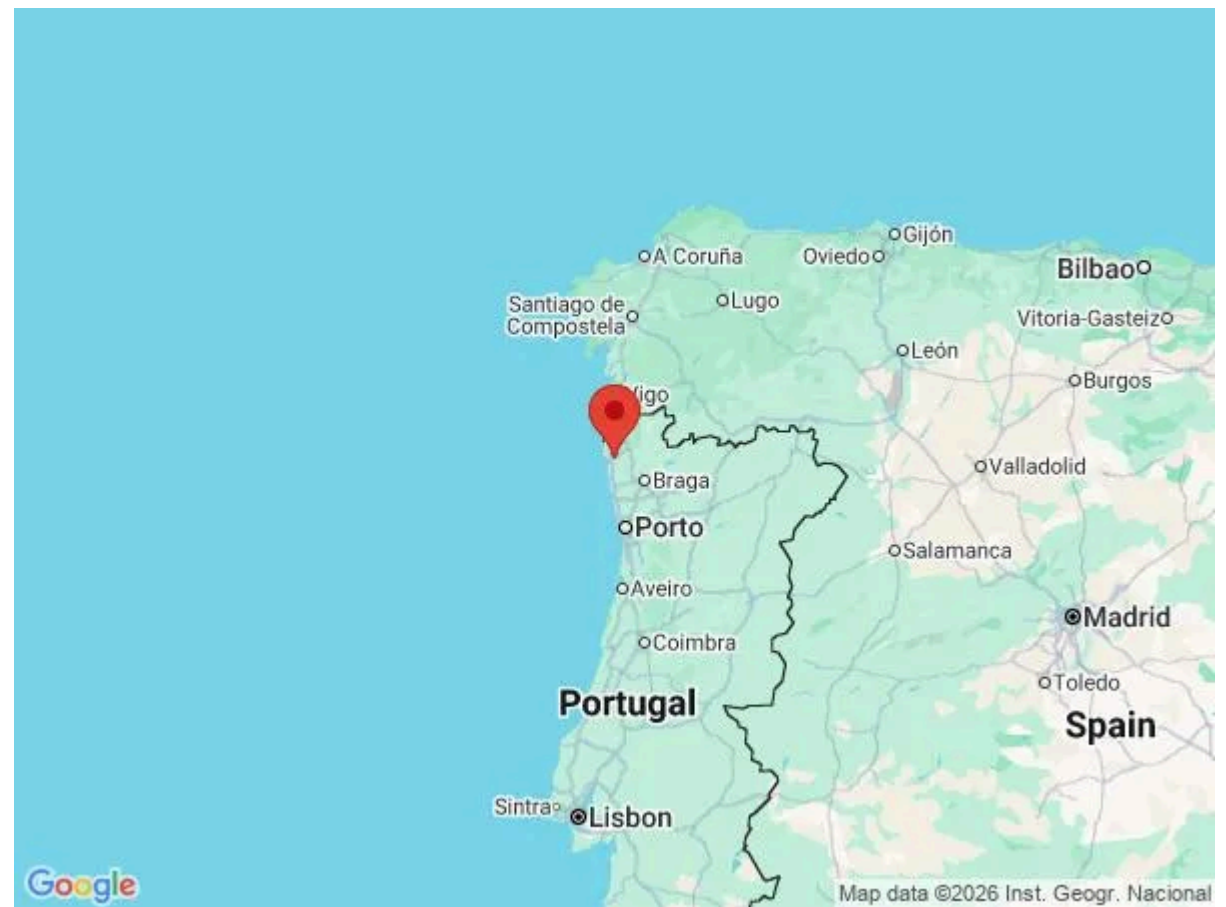 Gijón
A Coruña
Oviedo
Bilbao
Lugo
Santiago de
Compostela
Vitoria-Gasteiz
León
Burgos
Valladolid
Braga
Porto
Salamanca
Aveiro
Madrid
Coimbra
Toledo
Portugal
Spain
Sintra
Lisbon
Google
Map data ©2026 Inst. Geogr. Nacional